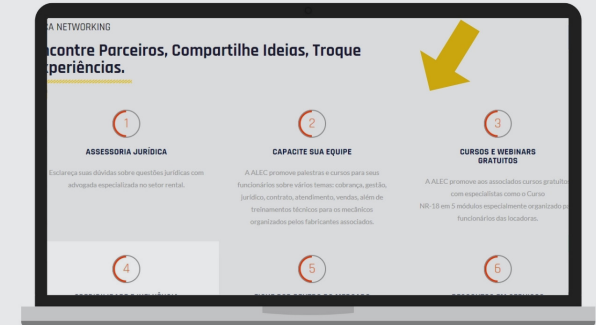 NETWORKING
Parceiros, Compartilhe Ideias, Troque
1
2
3
ASSESSORIA JURÍDICA
CAPACITE SUA EQUIPE
CURSOS E WEBINARS
GRATUITOS
Esclareça suas dúvidas sobre questões jurídicas com
advogada especializada no setor rental.
A ALEC promove palestras e cursos para seus
funcionários sobre vários temas: cobrança, gestão,
jurídico, contrato, atendimento, vendas, além de
treinamentos técnicos para os mecânicos
organizados pelos fabricantes associados.
A ALEC promove aos associados cursos gratuitos
com especialistas como o Curso
NR-18 em 5 módulos especialmente organizado
funcionários das locadoras.
4
5
6